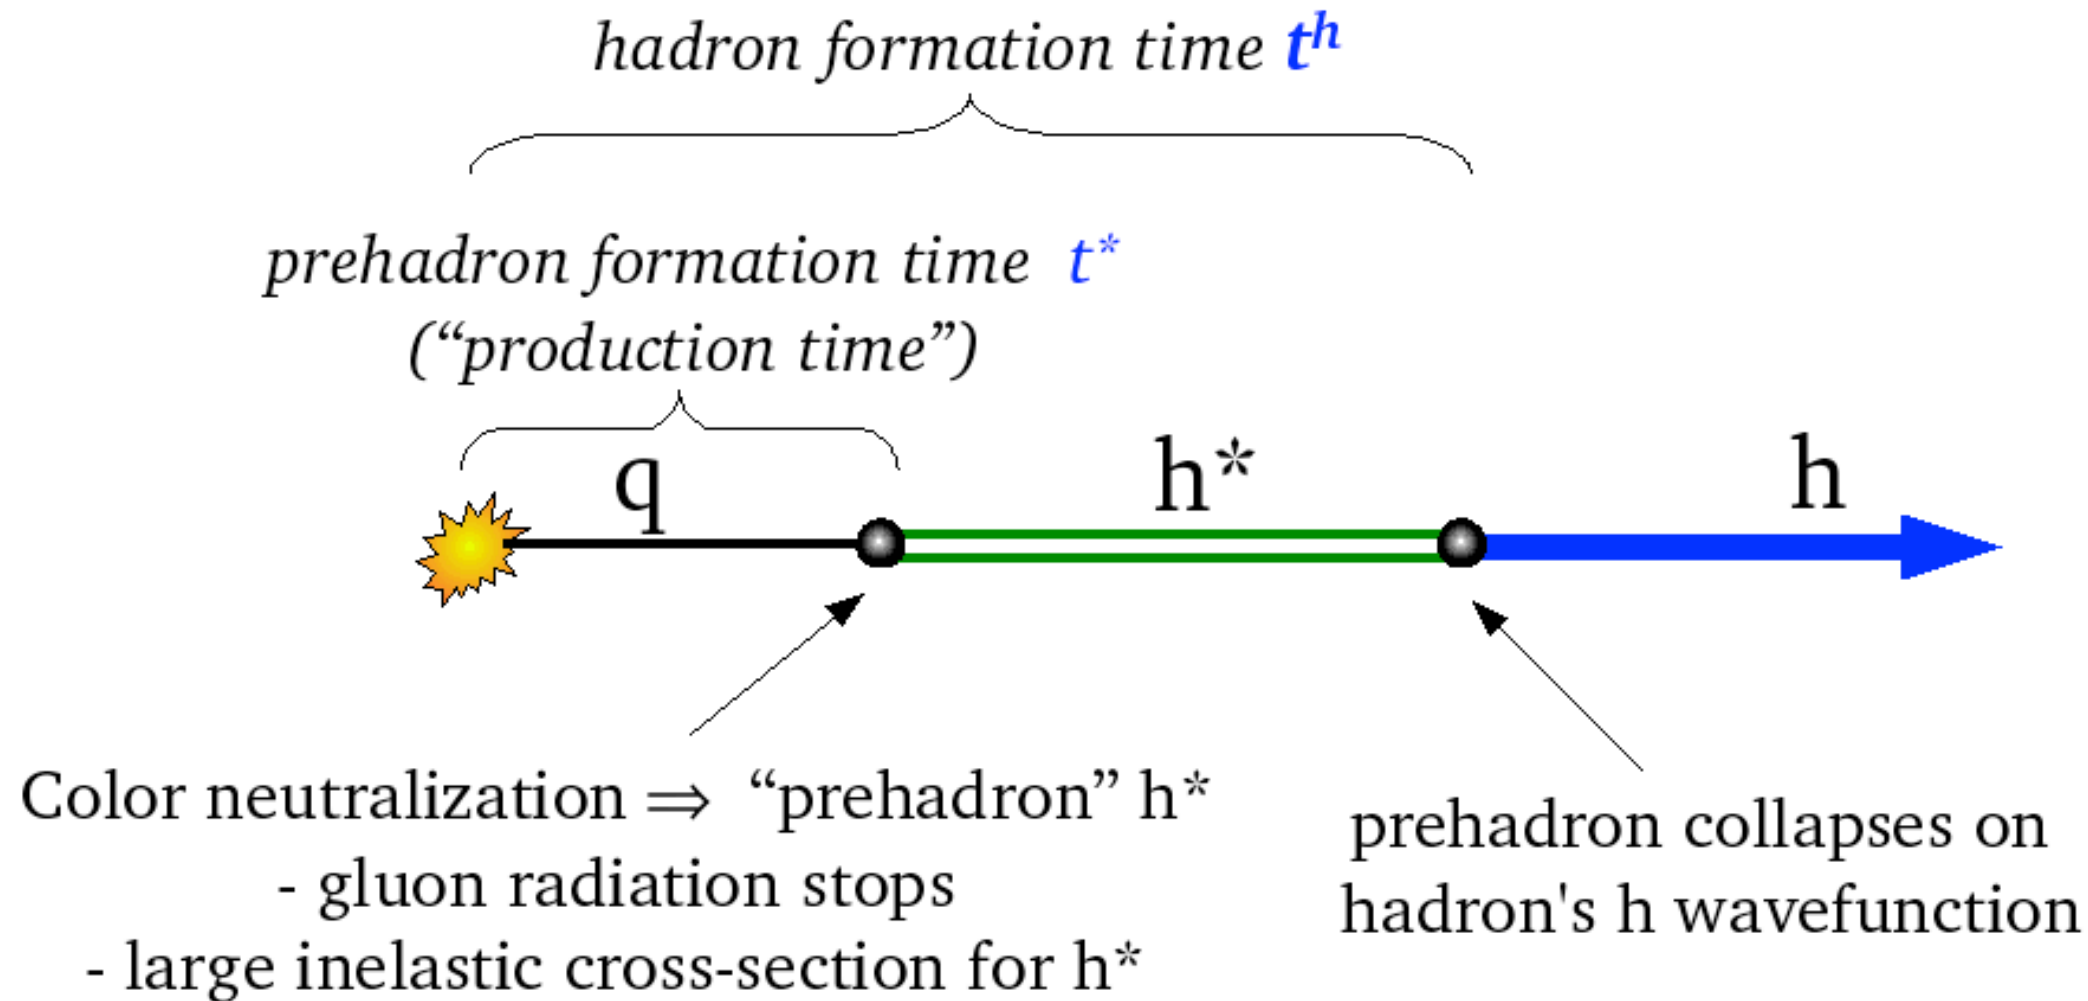 hadron formation time t^h
prehadron formation time t*
(“production time”)
q
h*
h
Color neutralization ⇒ “prehadron” h*
- gluon radiation stops
- large inelastic cross-section for h*
prehadron collapses on
hadron's h wavefunction